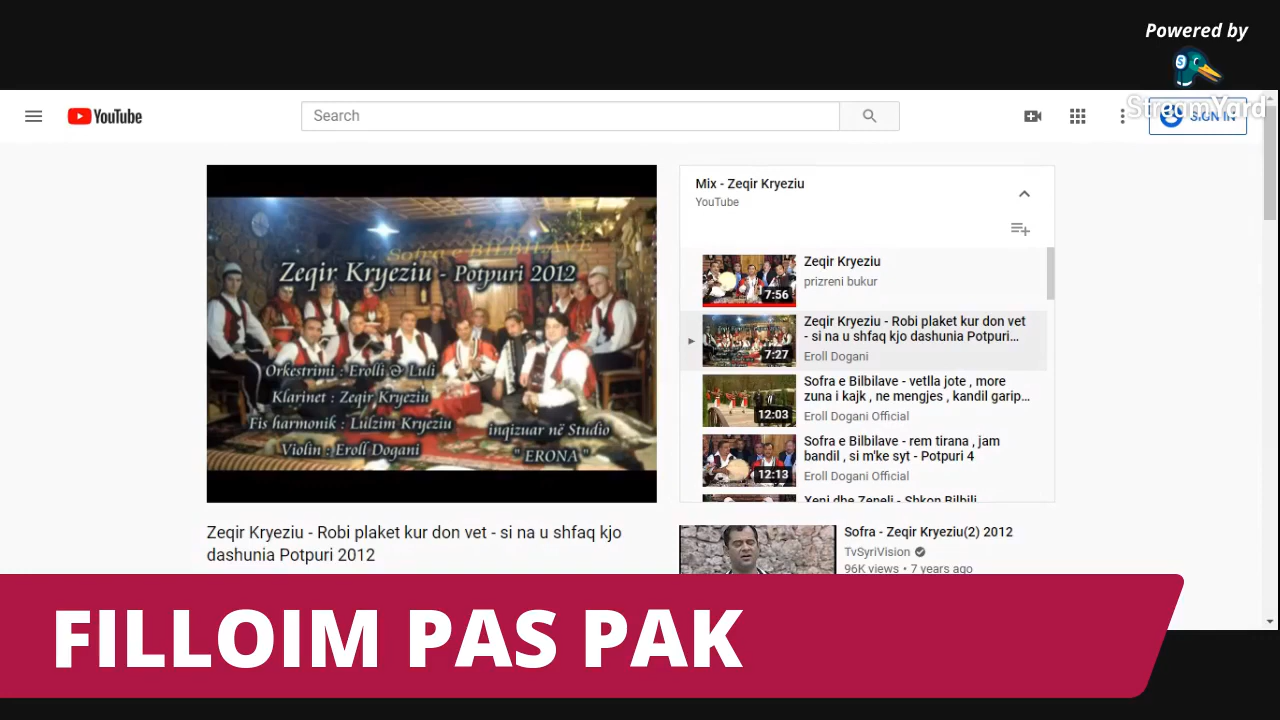 Powered by
StreamYard
YouTube
Search
SIGN IN
Sofra e BILBILAVE
Zeqir Kryeziu - Potpuri 2012
Orkestrimi : Erolli & Luli
Klarinet : Zeqir Kryeziu
Fis harmonik : Lulzim Kryeziu
Violin : Eroll Dogani
inqizuar në Studio
" ERONA "
Mix - Zeqir Kryeziu
YouTube
7:56
Zeqir Kryeziu
prizreni bukur
7:27
Zeqir Kryeziu - Robi plaket kur don vet
- si na u shfaq kjo dashunia Potpuri...
Eroll Dogani
12:03
Sofra e Bilbilave - vetlla jote , more
zuna i kajk , ne mengjes , kandil garip...
Eroll Dogani Official
12:13
Sofra e Bilbilave - rem tirana , jam
bandil , si m'ke syt - Potpuri 4
Eroll Dogani Official
Xeni dhe Zeneli - Shkon Bilbili
Zeqir Kryeziu - Robi plaket kur don vet - si na u shfaq kjo
dashunia Potpuri 2012
Sofra - Zeqir Kryeziu(2) 2012
TvSyriVision
96K views • 7 years ago
FILLOIM PAS PAK